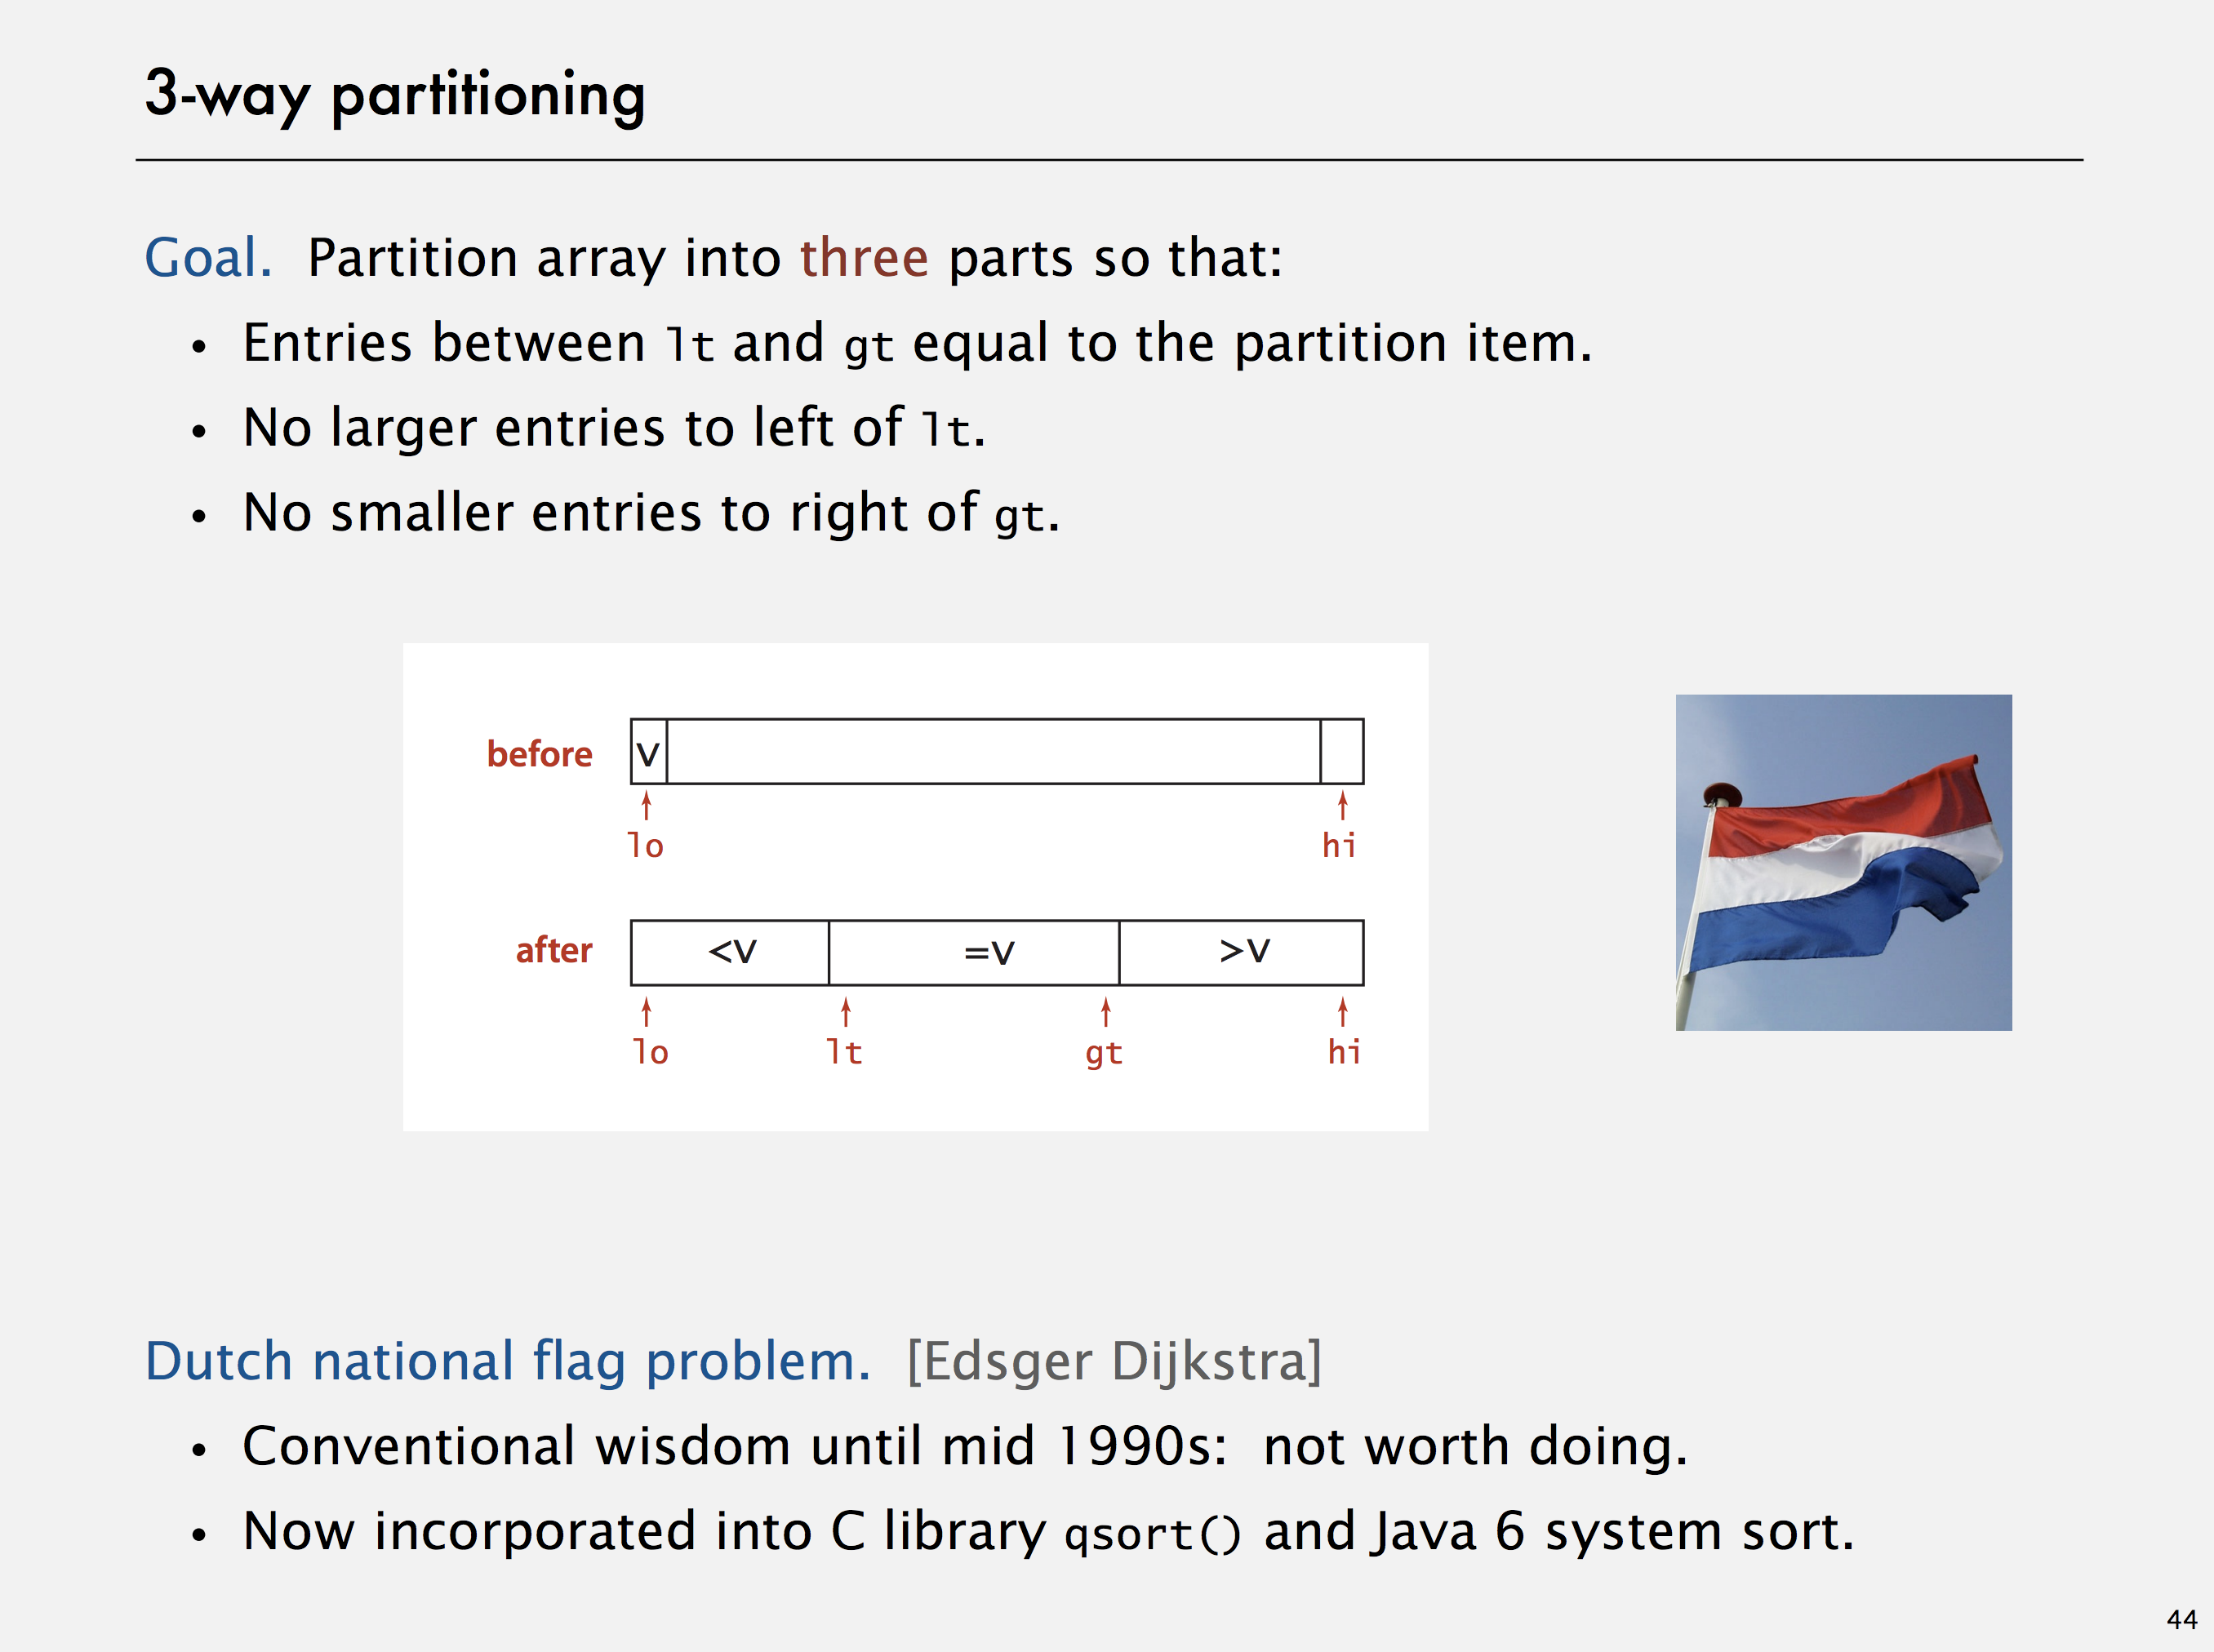 3-way partitioning
Goal. Partition array into three parts so that:
• Entries between lt and gt equal to the partition item.
• No larger entries to left of lt.
• No smaller entries to right of gt.
before v
lo hi
after <v =v >v
lo lt gt hi
Dutch national flag problem. [Edsger Dijkstra]
• Conventional wisdom until mid 1990s: not worth doing.
• Now incorporated into C library qsort() and Java 6 system sort.
44